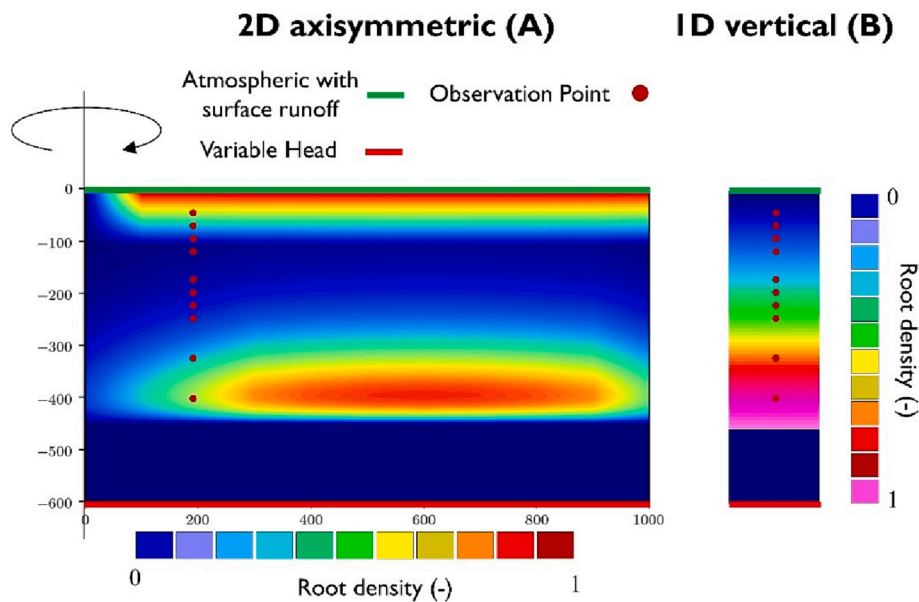 2D axisymmetric (A)
1D vertical (B)
Atmospheric with
surface runoff
Observation Point
Variable Head
0
−100
−200
−300
−400
−500
−600
0
200
400
600
800
1000
0
1
Root density (-)
0
Root density (-)
1